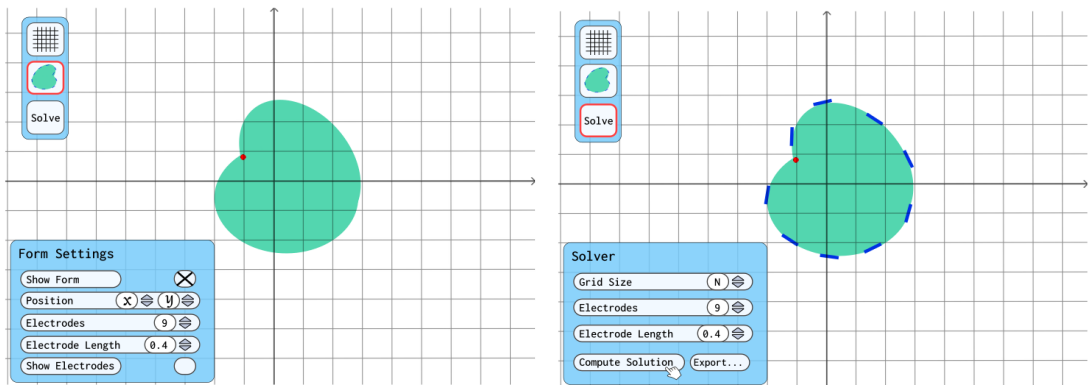 Solve
Form Settings
Show Form
Position x y
Electrodes 9
Electrode Length 0.4
Show Electrodes
Solve
Solver
Grid Size N
Electrodes 9
Electrode Length 0.4
Compute Solution Export...